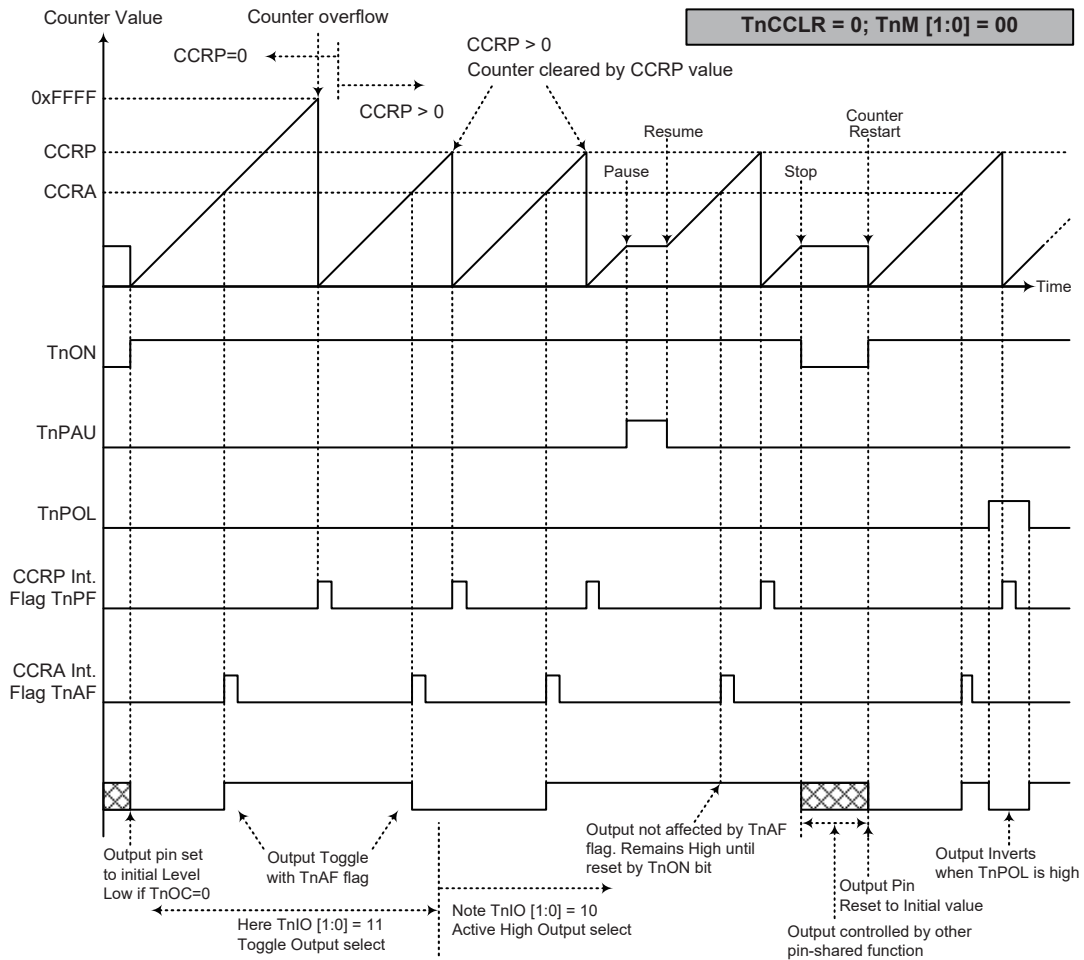 Counter Value
Counter overflow
TnCCLR = 0; TnM [1:0] = 00
CCRP=0
CCRP > 0
CCRP > 0
Counter cleared by CCRP value
0xFFFF
CCRP
CCRA
Pause
Resume
Stop
Counter
Restart
Time
TnON
TnPAU
TnPOL
CCRP Int.
Flag TnPF
CCRA Int.
Flag TnAF
Output pin set
to initial Level
Low if TnOC=0
Output Toggle
with TnAF flag
Output not affected by TnAF
flag. Remains High until
reset by TnON bit
Output Inverts
when TnPOL is high
Output Pin
Reset to Initial value
Here TnIO [1:0] = 11
Toggle Output select
Note TnIO [1:0] = 10
Active High Output select
Output controlled by other
pin-shared function